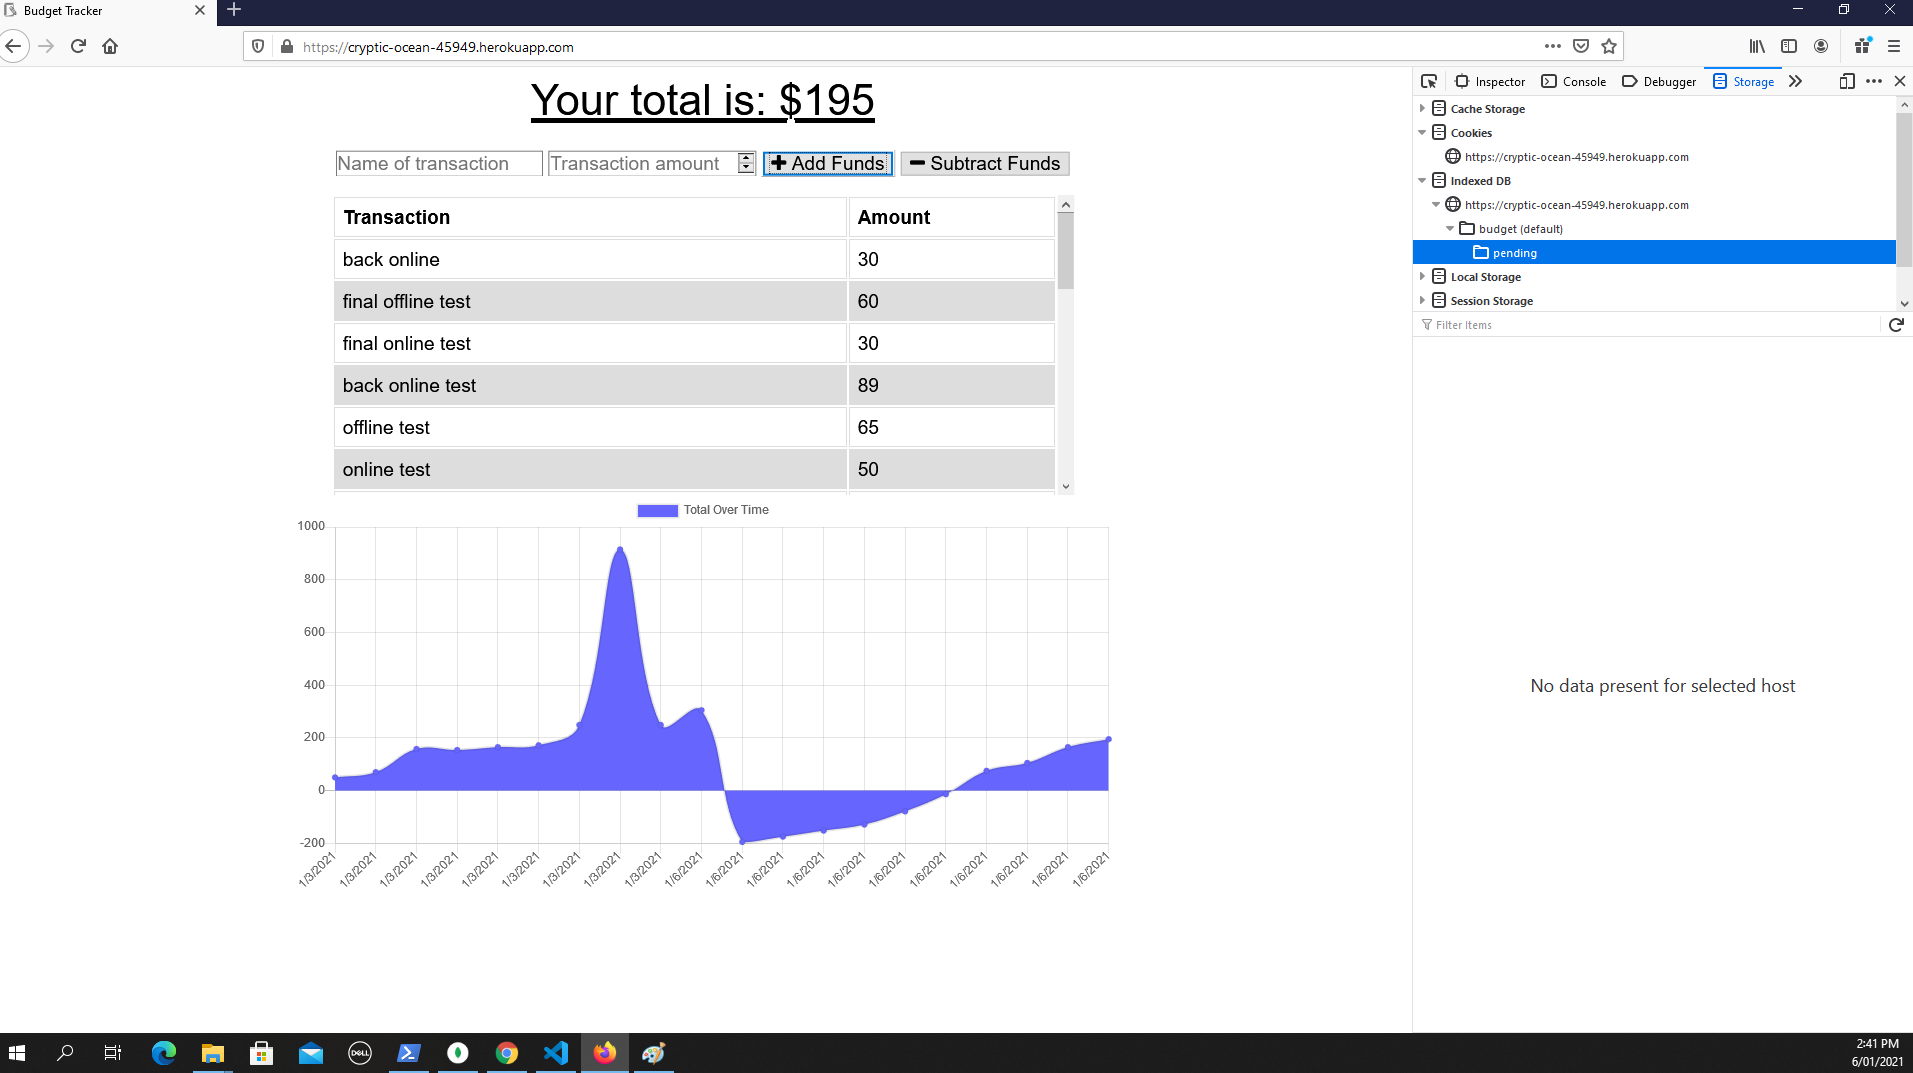 Budget Tracker
https://cryptic-ocean-45949.herokuapp.com
Your total is: $195
Name of transaction Transaction amount Add Funds Subtract Funds
Transaction Amount
back online 30
final offline test 60
final online test 30
back online test 89
offline test 65
online test 50
Total Over Time
1000
800
600
400
200
0
-200
1/3/2021 1/3/2021 1/3/2021 1/3/2021 1/3/2021 1/3/2021 1/3/2021 1/3/2021 1/3/2021 1/6/2021 1/6/2021 1/6/2021 1/6/2021 1/6/2021 1/6/2021 1/6/2021 1/6/2021 1/6/2021 1/6/2021 1/6/2021
Inspector Console Debugger Storage
Cache Storage
Cookies
https://cryptic-ocean-45949.herokuapp.com
Indexed DB
https://cryptic-ocean-45949.herokuapp.com
budget (default)
pending
Local Storage
Session Storage
Filter Items
No data present for selected host
DELL
2:41 PM
6/01/2021